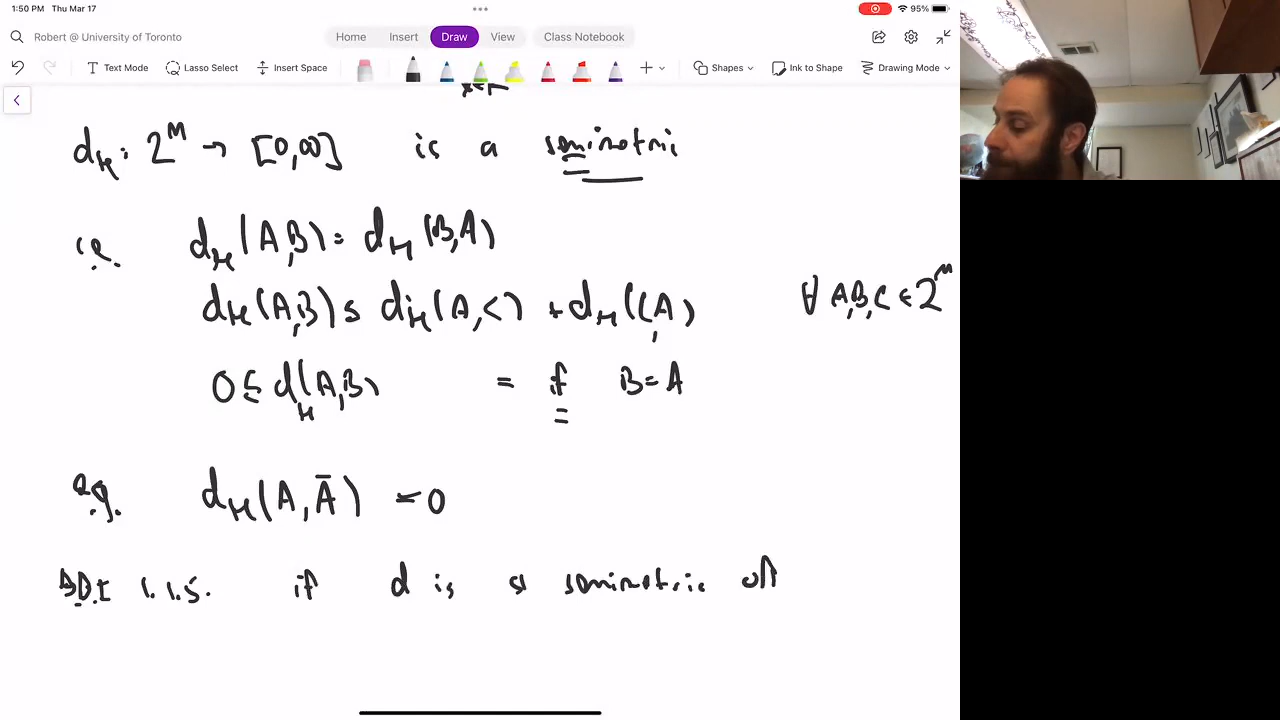 1:50 PM Thu Mar 17 95%
Robert @ University of Toronto Home Insert Draw View Class Notebook
Text Mode Lasso Select Insert Space Shapes Ink to Shape Drawing Mode
d_H: 2^M → [0,∞] is a semimetric
i.e. d_H(A,B) = d_H(B,A)
d_H(A,B) ≤ d_H(A,C) + d_H(C,A) ∀ A,B,C ∈ 2^M
0 ≤ d_H(A,B) = if B=A
e.g. d_H(A,Ā) = 0
BBI 1.1.5. if d is a semimetric on